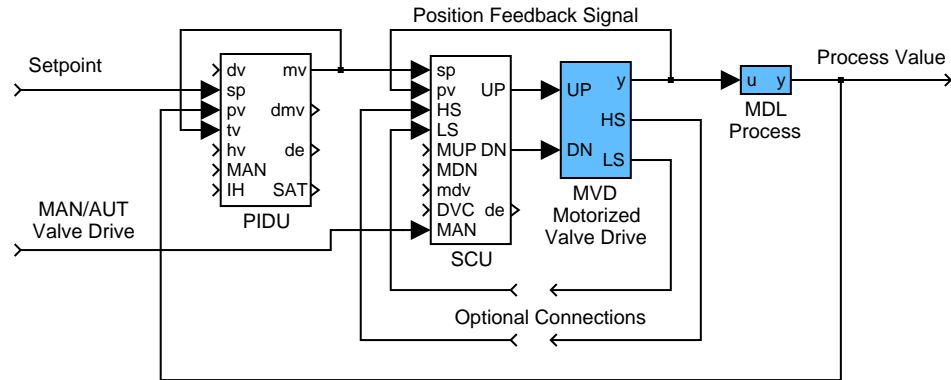 Position Feedback Signal
Setpoint
Process Value
dv mv
sp
pv dmv
tv
hv de
MAN
IH SAT
PIDU
sp
pv UP
HS
LS
MUP DN
MDN
mdv
DVC de
MAN
SCU
UP y
HS
DN
LS
MVD
Motorized
Valve Drive
u y
MDL
Process
MAN/AUT
Valve Drive
Optional Connections